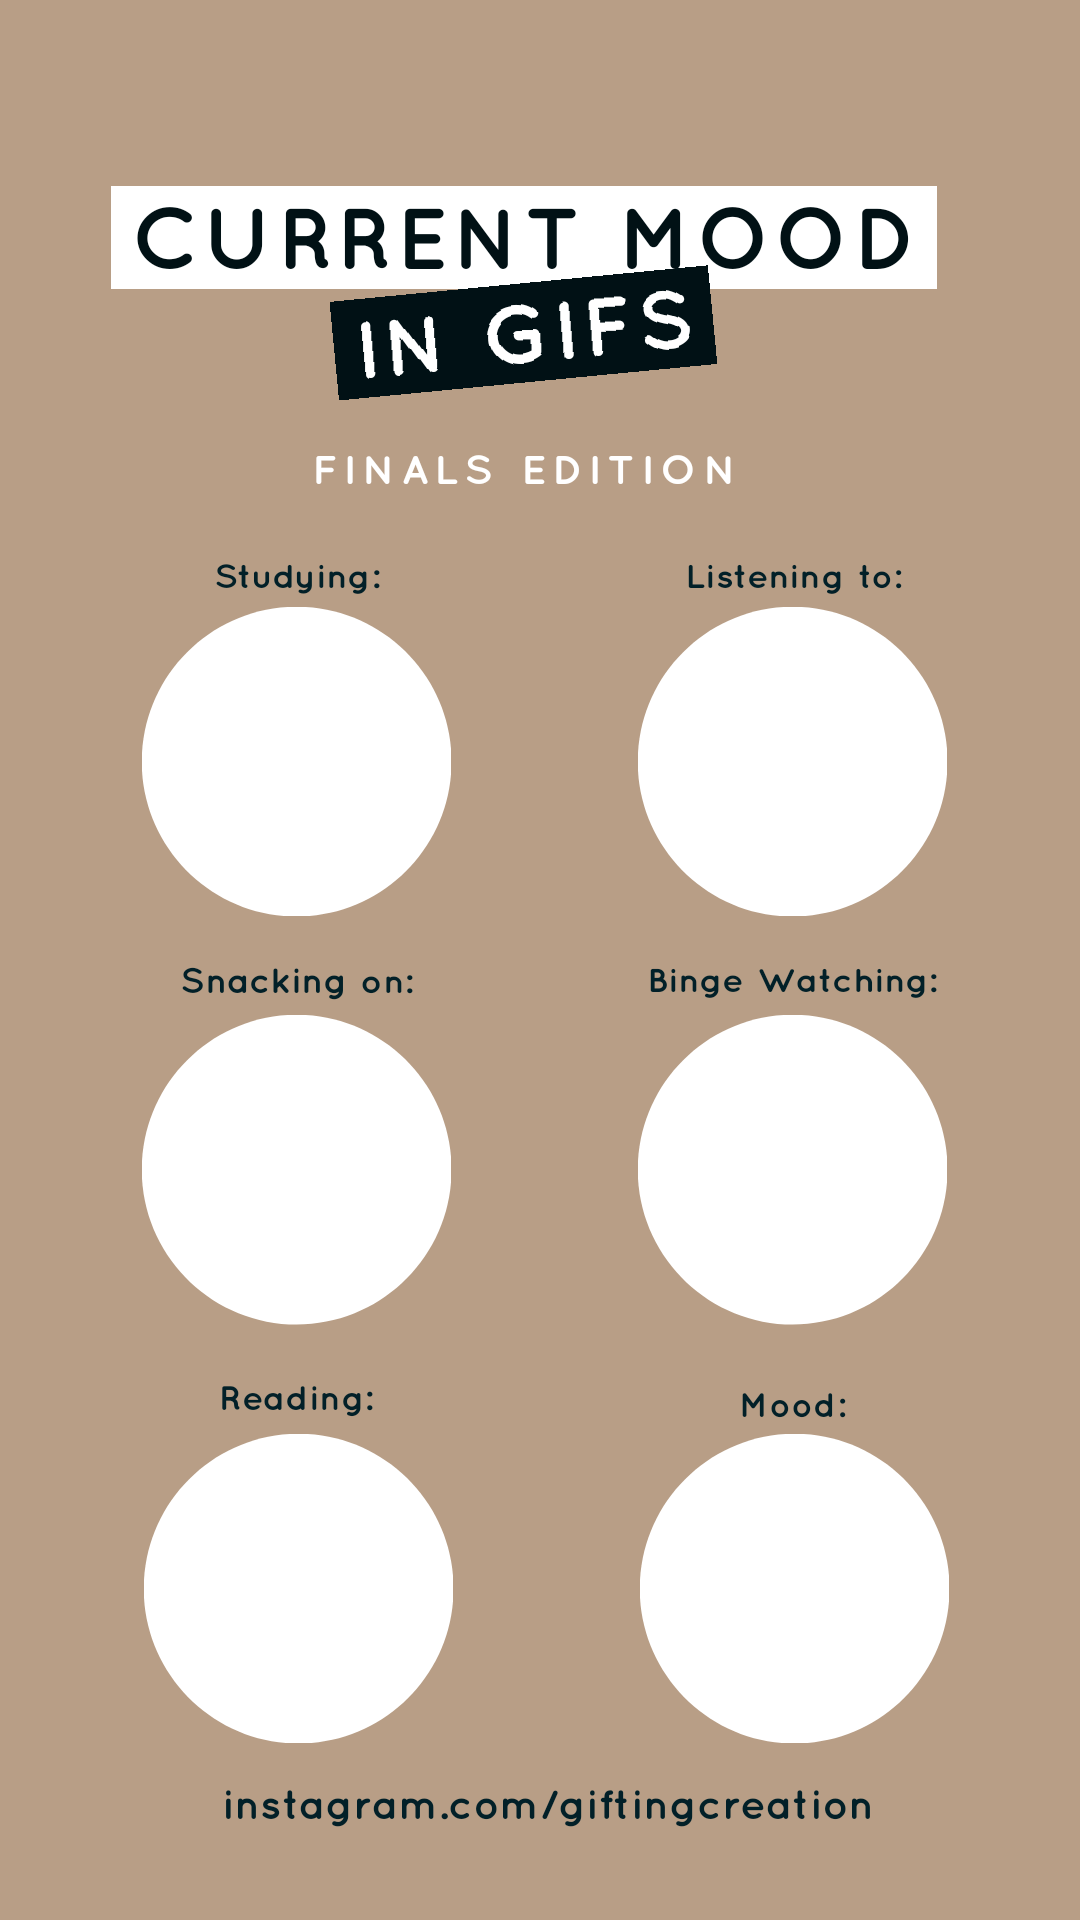 CURRENT MOOD
IN GIFS
FINALS EDITION
Studying:
Listening to:
Snacking on:
Binge Watching:
Reading:
Mood:
instagram.com/giftingcreation